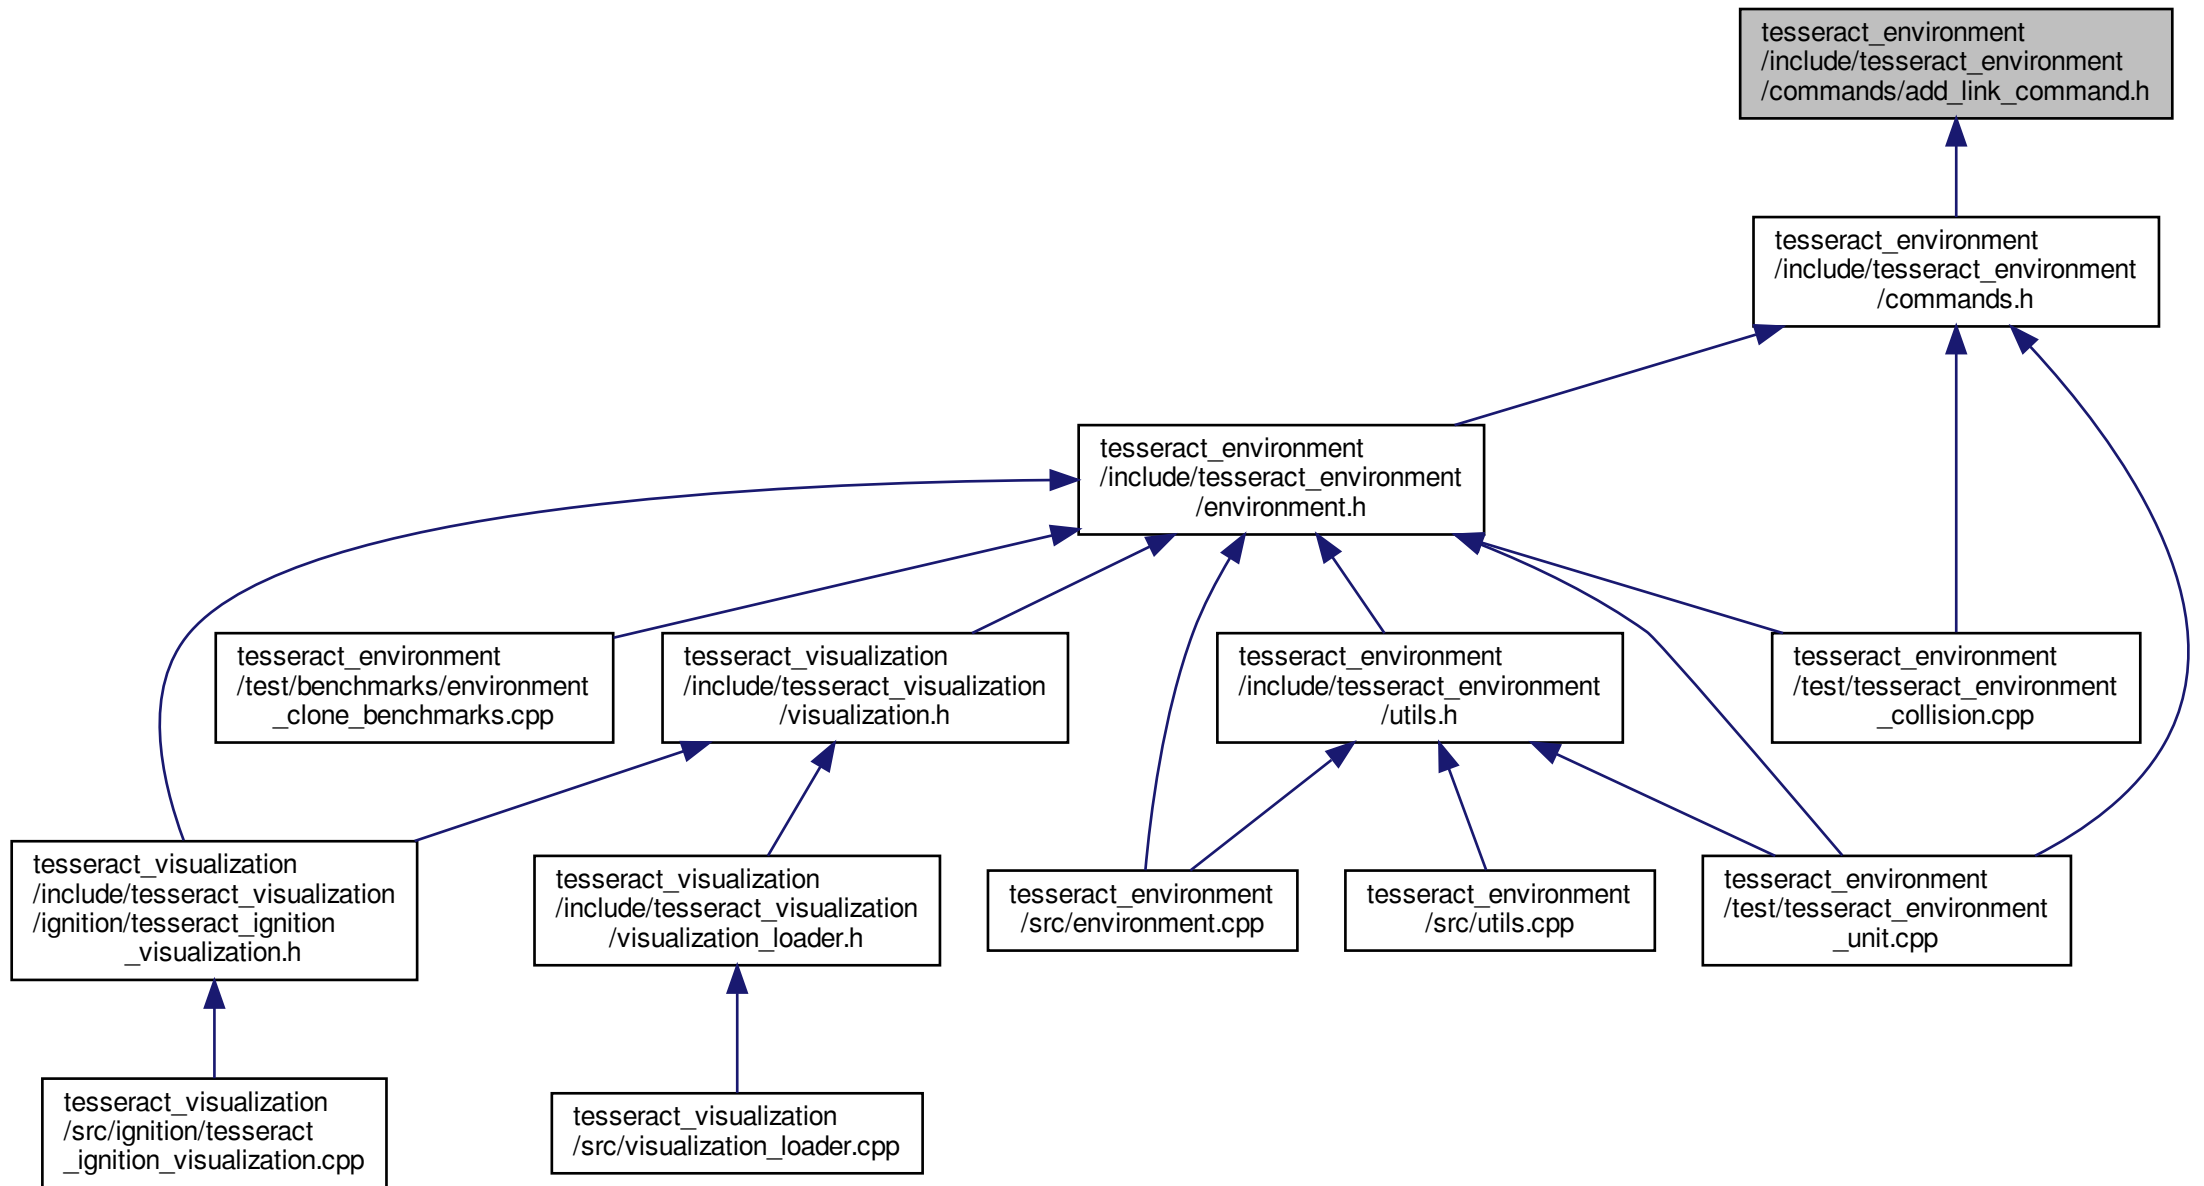 tesseract_environment
/include/tesseract_environment
/commands/add_link_command.h
tesseract_environment
/include/tesseract_environment
/commands.h
tesseract_environment
/include/tesseract_environment
/environment.h
tesseract_environment
/test/benchmarks/environment
_clone_benchmarks.cpp
tesseract_visualization
/include/tesseract_visualization
/visualization.h
tesseract_environment
/include/tesseract_environment
/utils.h
tesseract_environment
/test/tesseract_environment
_collision.cpp
tesseract_visualization
/include/tesseract_visualization
/ignition/tesseract_ignition
_visualization.h
tesseract_visualization
/include/tesseract_visualization
/visualization_loader.h
tesseract_environment
/src/environment.cpp
tesseract_environment
/src/utils.cpp
tesseract_environment
/test/tesseract_environment
_unit.cpp
tesseract_visualization
/src/ignition/tesseract
_ignition_visualization.cpp
tesseract_visualization
/src/visualization_loader.cpp